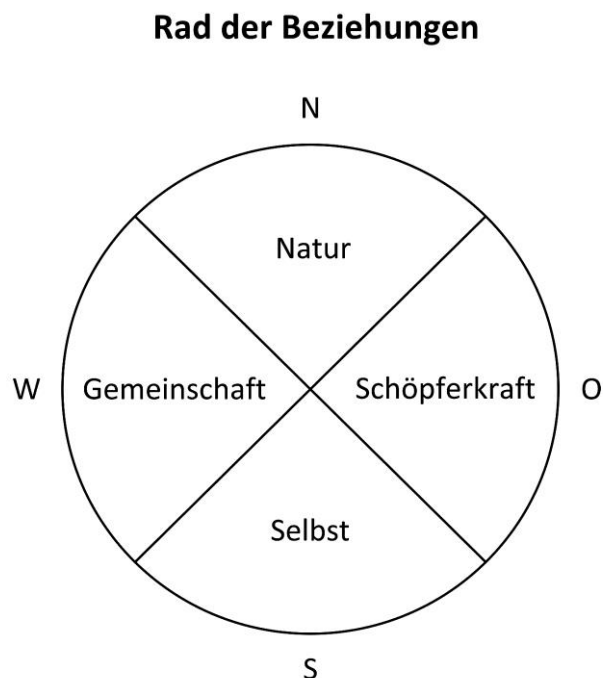 Rad der Beziehungen
N
Natur
W Gemeinschaft Schöpferkraft O
Selbst
S